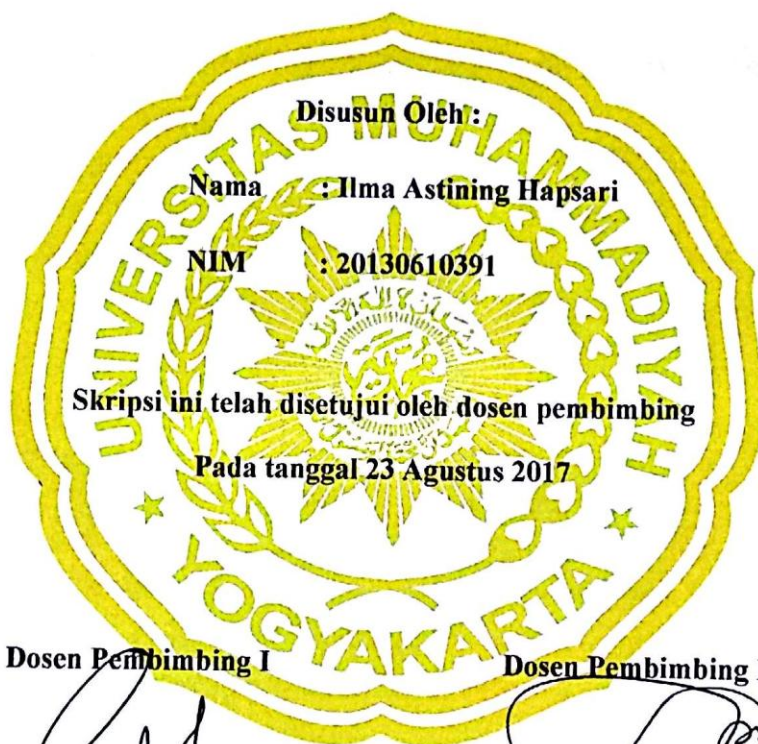 Disusun Oleh :
UNIVERSITAS MUHAMMADIYAH
Nama : Ilma Astining Hapsari
NIM : 20130610391
Skripsi ini telah disetujui oleh dosen pembimbing
Pada tanggal 23 Agustus 2017
YOGYAKARTA
Dosen Pembimbing I
Dosen Pembimbing